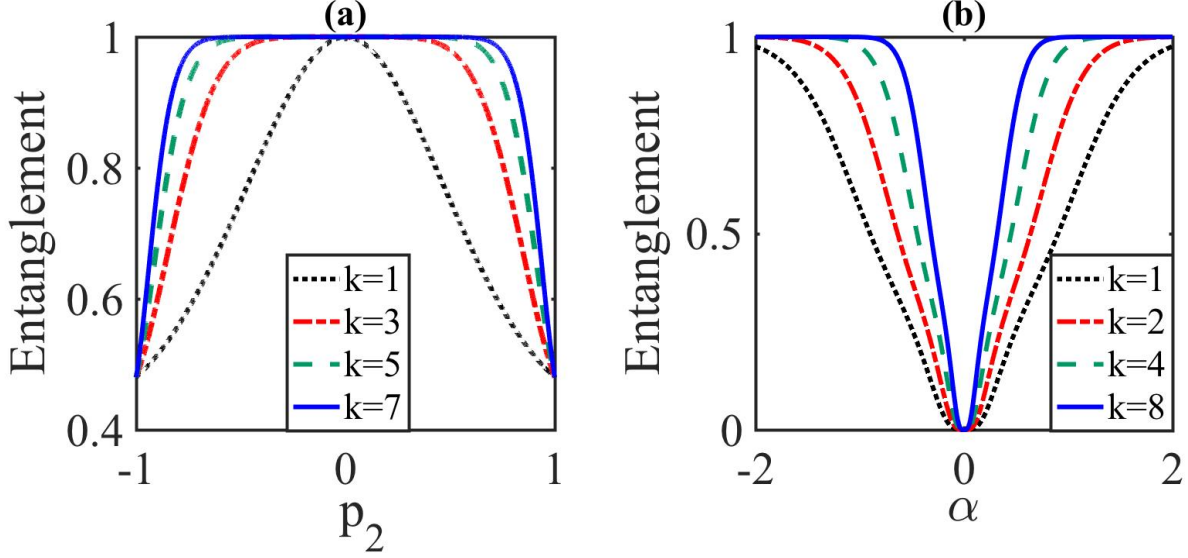 (a)
Entanglement
1
0.8
0.6
0.4
-1
0
1
p2
k=1
k=3
k=5
k=7
(b)
Entanglement
1
0.5
0
-2
0
2
α
k=1
k=2
k=4
k=8